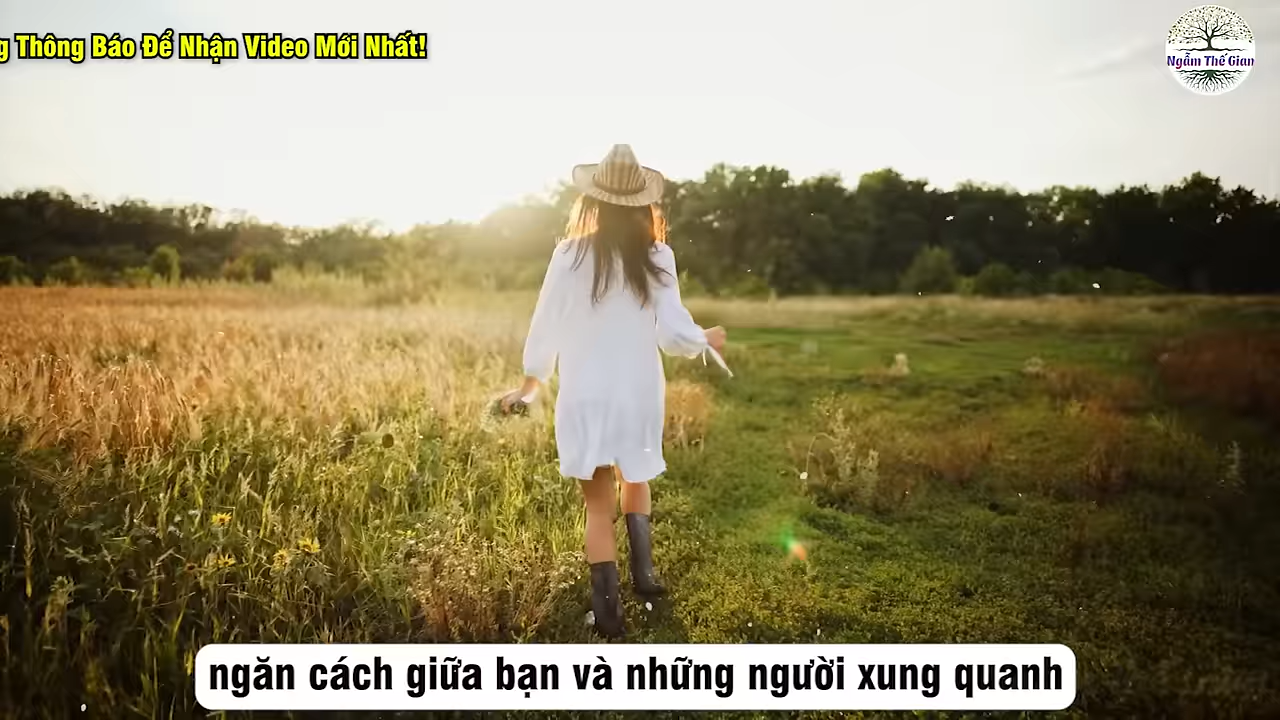 g Thông Báo Để Nhận Video Mới Nhất!
Ngẫm Thế Gian
ngăn cách giữa bạn và những người xung quanh